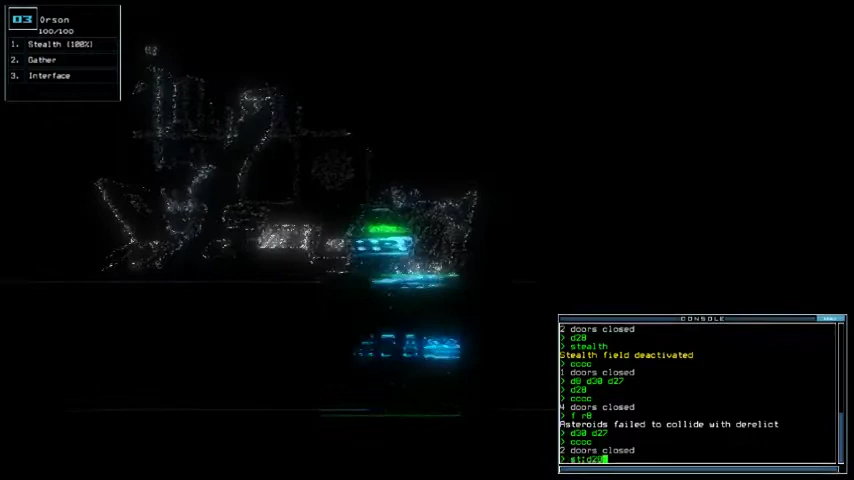 03 Orson
100/100
1. Stealth (100%)
2. Gather
3. Interface
CONSOLE
2 doors closed
> d28
> stealth
Stealth field deactivated
> cccc
1 doors closed
> d8 d30 d27
> d28
> cccc
4 doors closed
> f r8
Asteroids failed to collide with derelict
> d30 d27
> cccc
2 doors closed